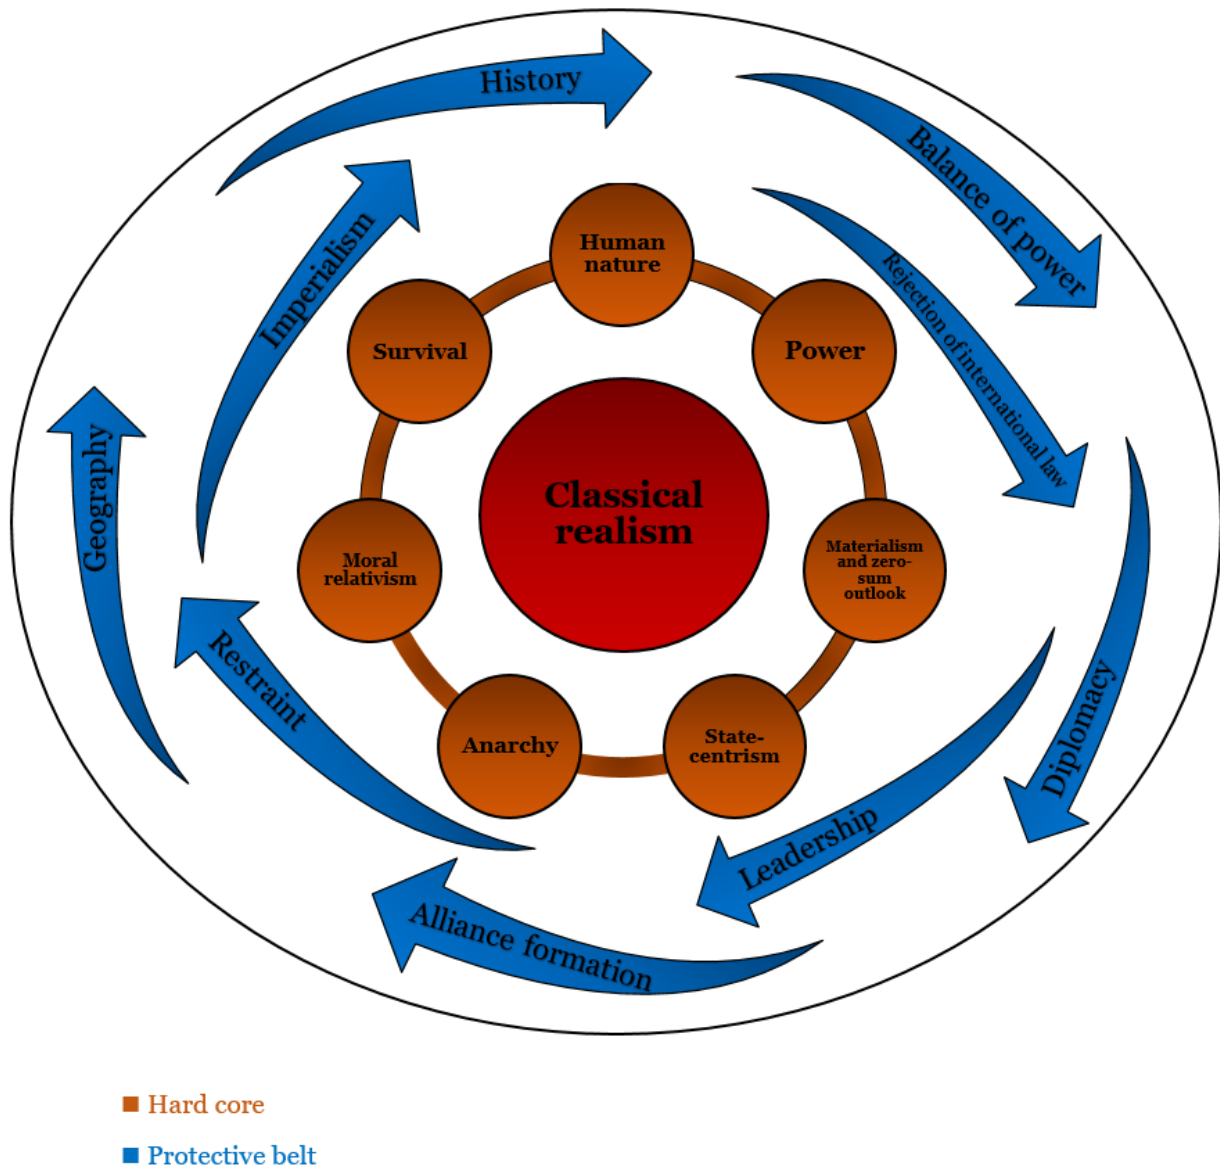 History
Balance of power
Imperialism
Rejection of international law
Human
nature
Survival
Power
Geography
Classical
realism
Moral
relativism
Materialism
and zero-
sum
outlook
Restraint
Anarchy
State-
centrism
Diplomacy
Leadership
Alliance formation
Hard core
Protective belt